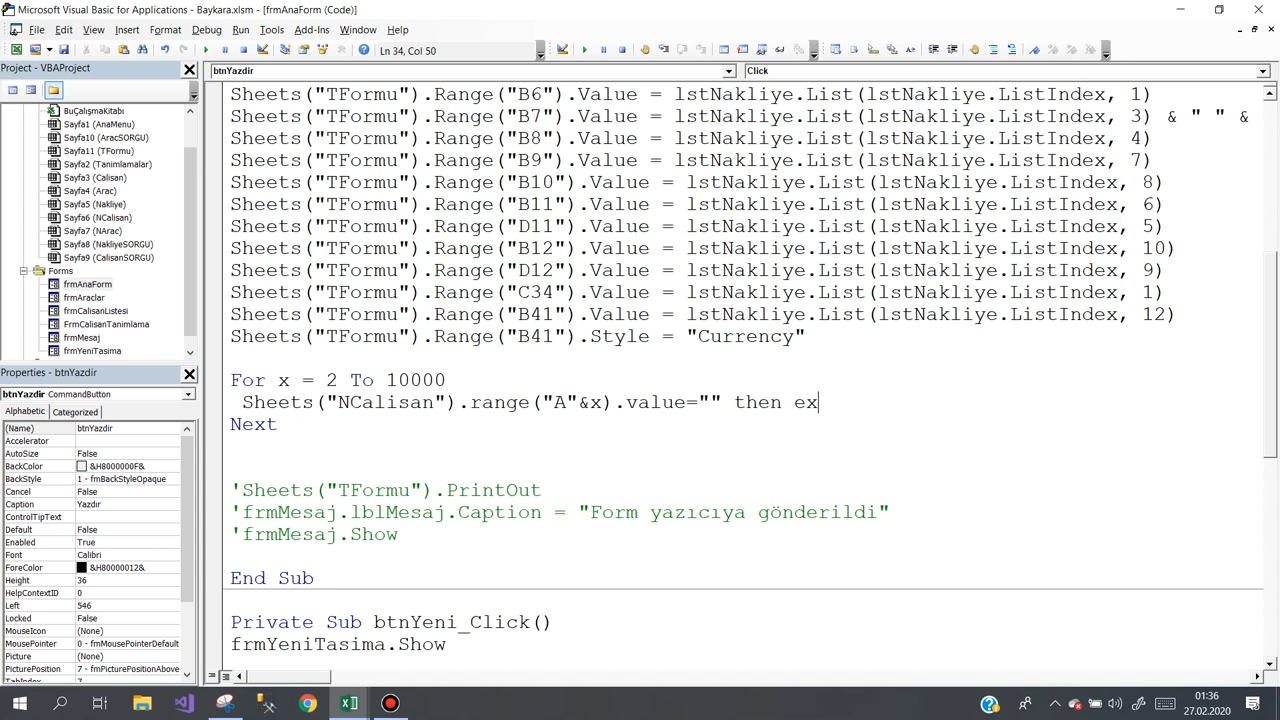 Microsoft Visual Basic for Applications - Baykara.xlsm - [frmAnaForm (Code)]
File Edit View Insert Format Debug Run Tools Add-Ins Window Help
Ln 34, Col 50
Project - VBAProject
btnYazdir Click
BuÇalışmaKitabı
Sayfa1 (AnaMenu)
Sayfa10 (AracSORGU)
Sayfa11 (TFormu)
Sayfa2 (Tanimlamalar)
Sayfa3 (Calisan)
Sayfa4 (Arac)
Sayfa5 (Nakliye)
Sayfa6 (NCalisan)
Sayfa7 (NArac)
Sayfa8 (NakliyeSORGU)
Sayfa9 (CalisanSORGU)
Forms
frmAnaForm
frmAraclar
frmCalisanListesi
FrmCalisanTanimlama
frmMesaj
frmYeniTasima
Properties - btnYazdir
btnYazdir CommandButton
Alphabetic Categorized
(Name) btnYazdir
Accelerator
AutoSize False
BackColor &H8000000F&
BackStyle 1 - fmBackStyleOpaque
Cancel False
Caption Yazdır
ControlTipText
Default False
Enabled True
Font Calibri
ForeColor &H80000012&
Height 36
HelpContextID 0
Left 546
Locked False
MouseIcon (None)
MousePointer 0 - fmMousePointerDefault
Picture (None)
PicturePosition 7 - fmPicturePositionAbove
Sheets("TFormu").Range("B6").Value = lstNakliye.List(lstNakliye.ListIndex, 1)
Sheets("TFormu").Range("B7").Value = lstNakliye.List(lstNakliye.ListIndex, 3) & " " &
Sheets("TFormu").Range("B8").Value = lstNakliye.List(lstNakliye.ListIndex, 4)
Sheets("TFormu").Range("B9").Value = lstNakliye.List(lstNakliye.ListIndex, 7)
Sheets("TFormu").Range("B10").Value = lstNakliye.List(lstNakliye.ListIndex, 8)
Sheets("TFormu").Range("B11").Value = lstNakliye.List(lstNakliye.ListIndex, 6)
Sheets("TFormu").Range("D11").Value = lstNakliye.List(lstNakliye.ListIndex, 5)
Sheets("TFormu").Range("B12").Value = lstNakliye.List(lstNakliye.ListIndex, 10)
Sheets("TFormu").Range("D12").Value = lstNakliye.List(lstNakliye.ListIndex, 9)
Sheets("TFormu").Range("C34").Value = lstNakliye.List(lstNakliye.ListIndex, 1)
Sheets("TFormu").Range("B41").Value = lstNakliye.List(lstNakliye.ListIndex, 12)
Sheets("TFormu").Range("B41").Style = "Currency"
For x = 2 To 10000
Sheets("NCalisan").range("A"&x).value="" then ex
Next
'Sheets("TFormu").PrintOut
'frmMesaj.lblMesaj.Caption = "Form yazıcıya gönderildi"
'frmMesaj.Show
End Sub
Private Sub btnYeni_Click()
frmYeniTasima.Show
01:36
27.02.2020